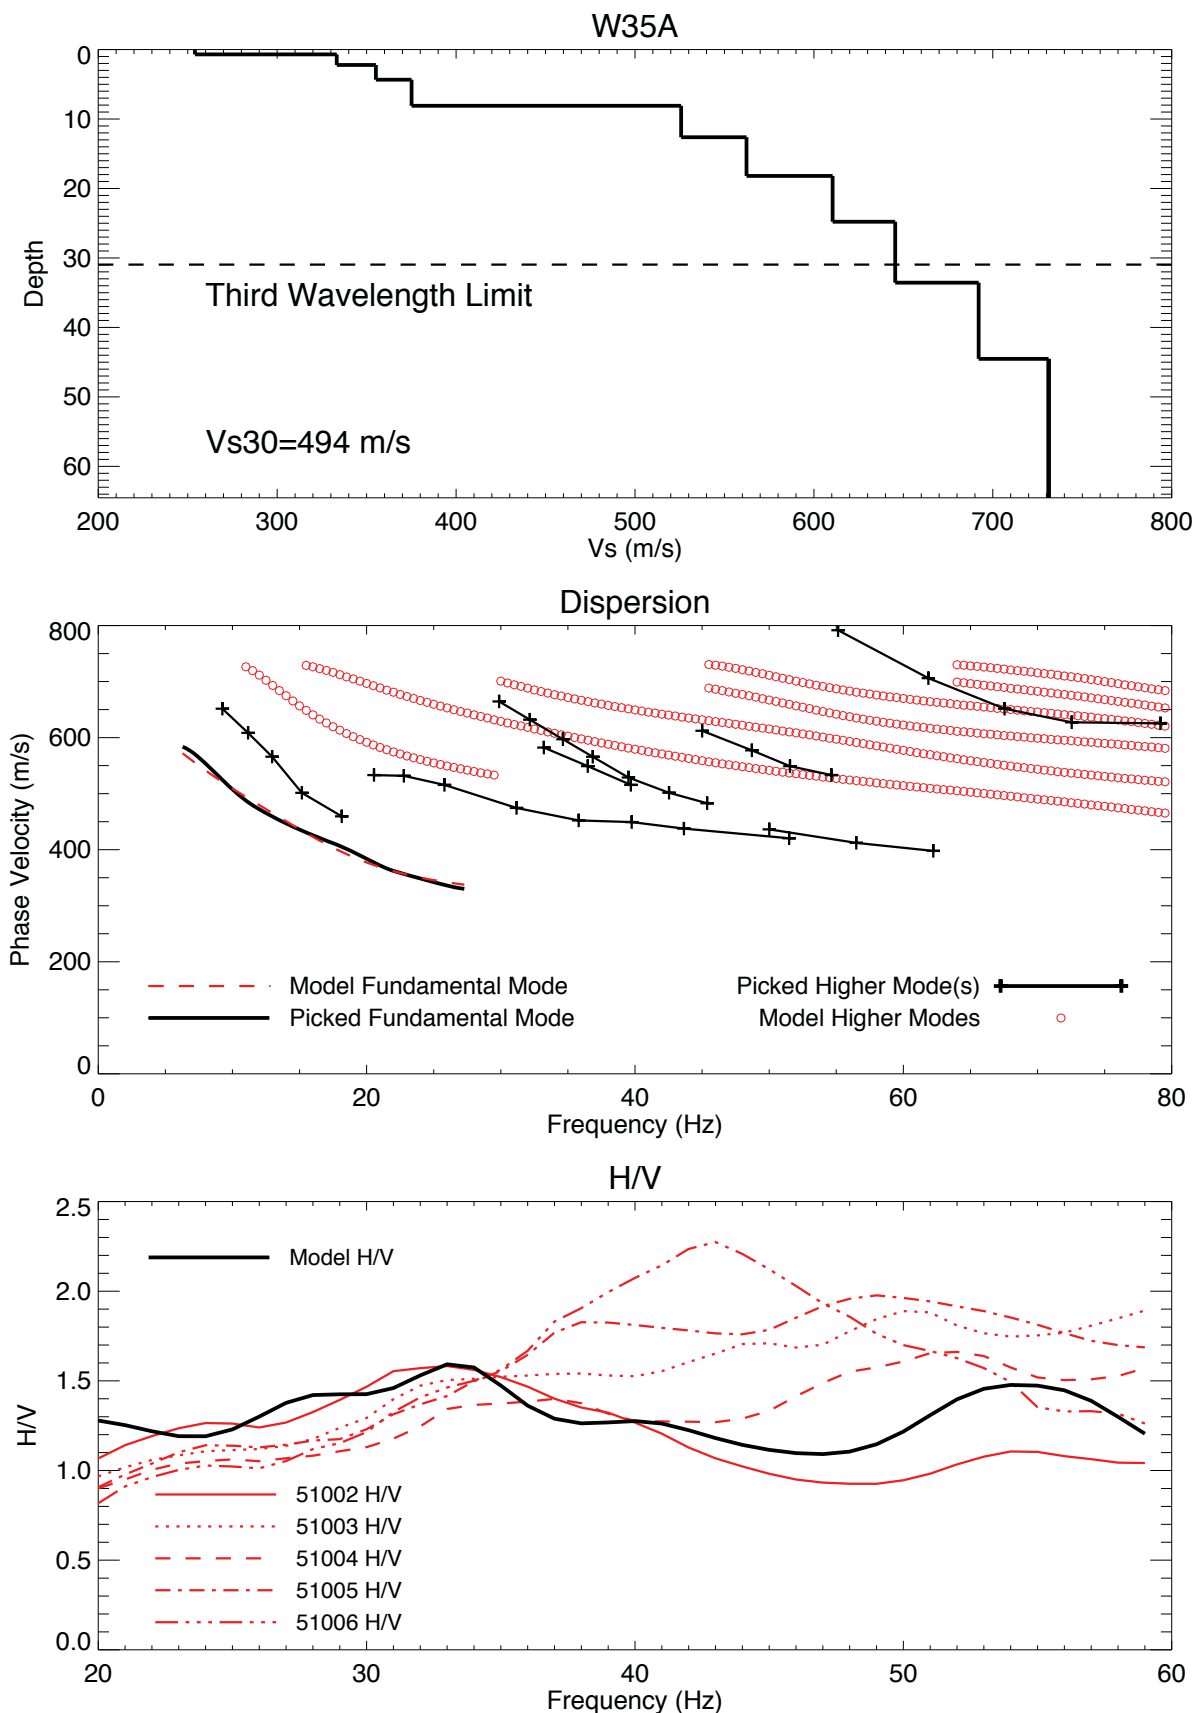 W35A
0
10
20
30
40
50
60
Depth
Third Wavelength Limit
Vs30=494 m/s
200 300 400 500 600 700 800
Vs (m/s)
Dispersion
800
600
400
200
0
Phase Velocity (m/s)
Model Fundamental Mode
Picked Fundamental Mode
Picked Higher Mode(s)
Model Higher Modes
0 20 40 60 80
Frequency (Hz)
H/V
2.5
2.0
1.5
1.0
0.5
0.0
H/V
Model H/V
51002 H/V
51003 H/V
51004 H/V
51005 H/V
51006 H/V
20 30 40 50 60
Frequency (Hz)